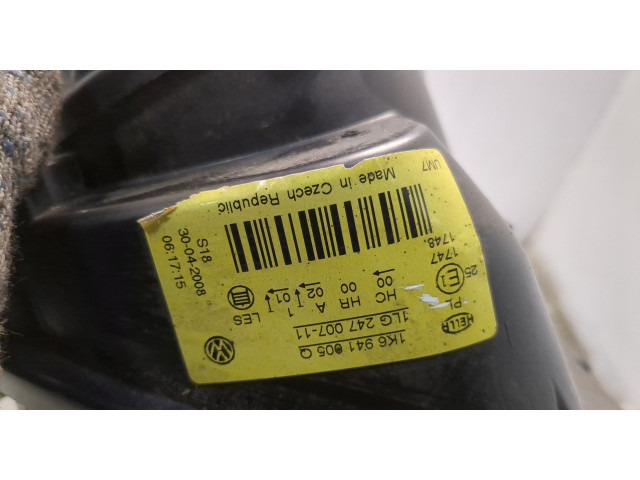 HELLA
1K6 941 005 Q
1LG 247 007-11
25 E1
HC HR A 1 LES
00 00 02 01
1747
1748
UM7
Made in Czech Republic
S18
30-04-2008
06:17:15